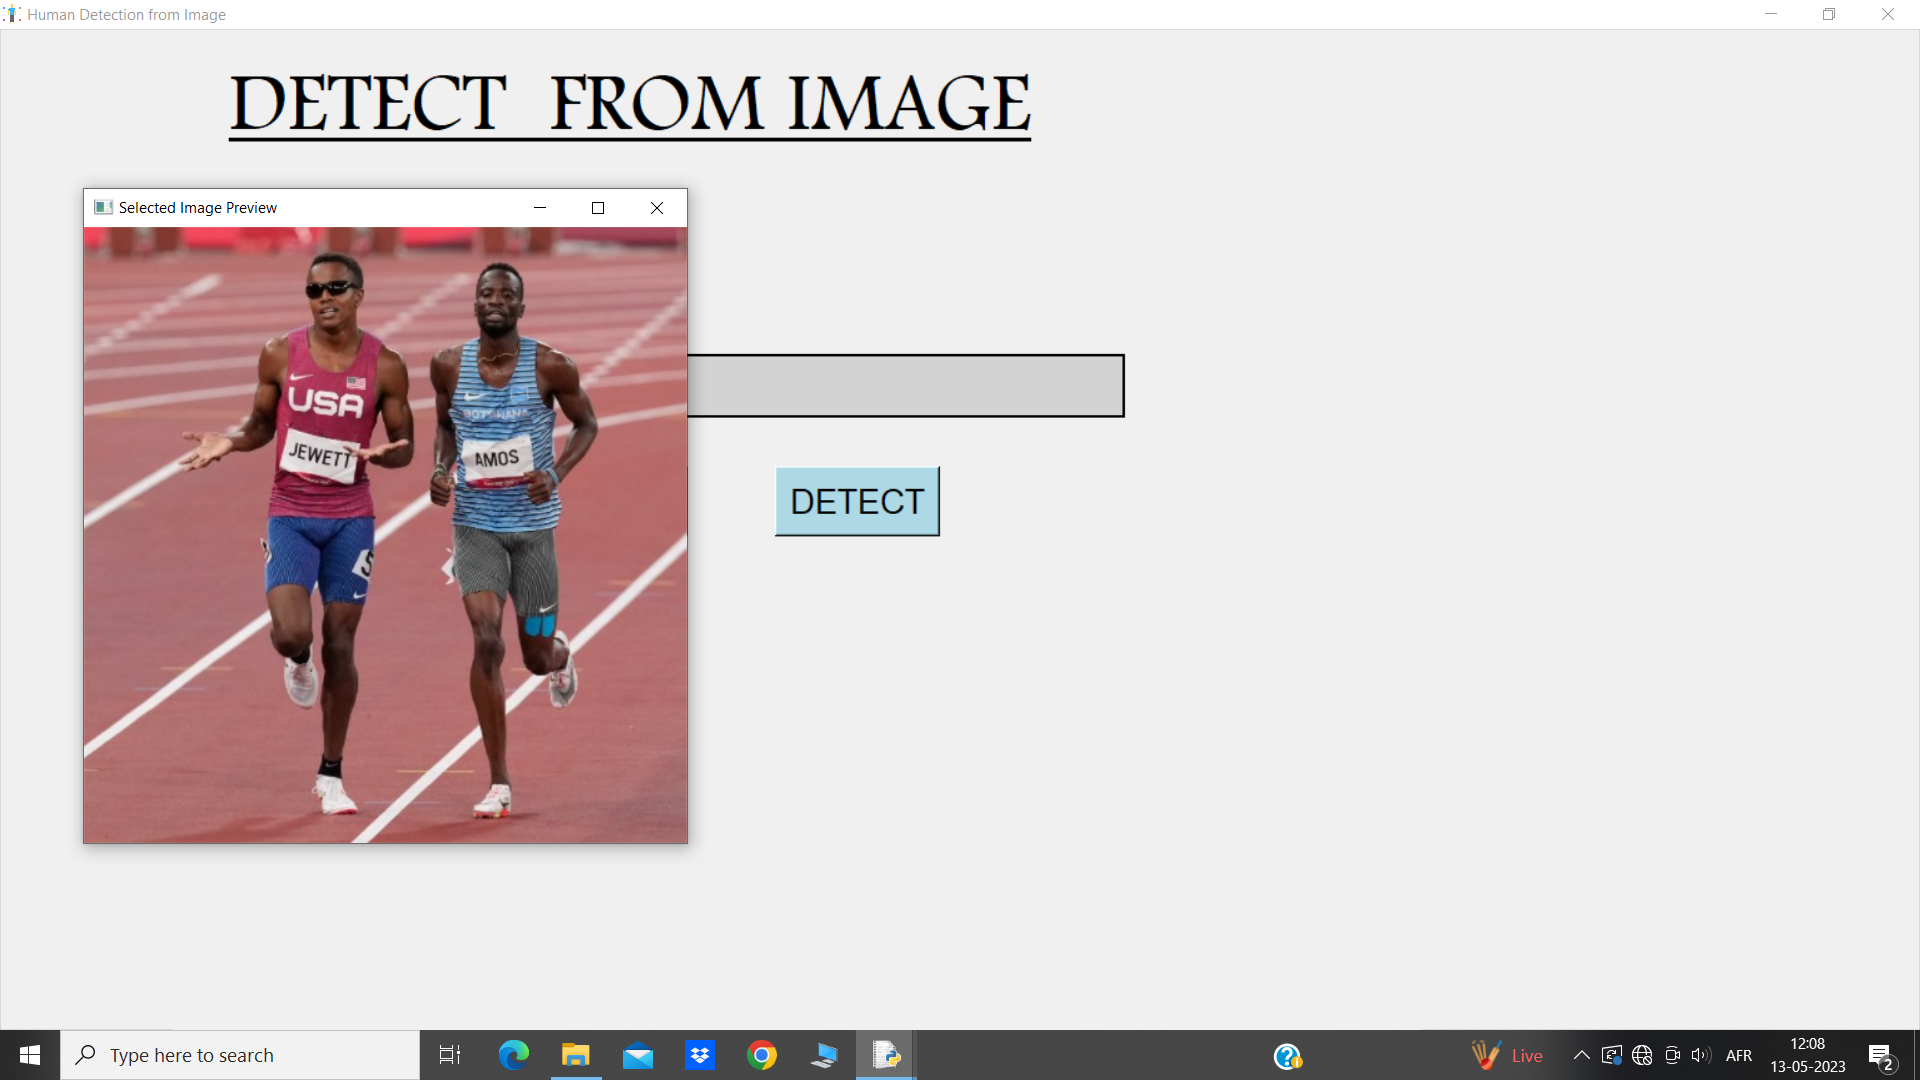 Human Detection from Image
DETECT FROM IMAGE
Selected Image Preview
USA
JEWETT
BOTSWANA
AMOS
5
DETECT
Type here to search
Live
AFR
12:08
13-05-2023
2